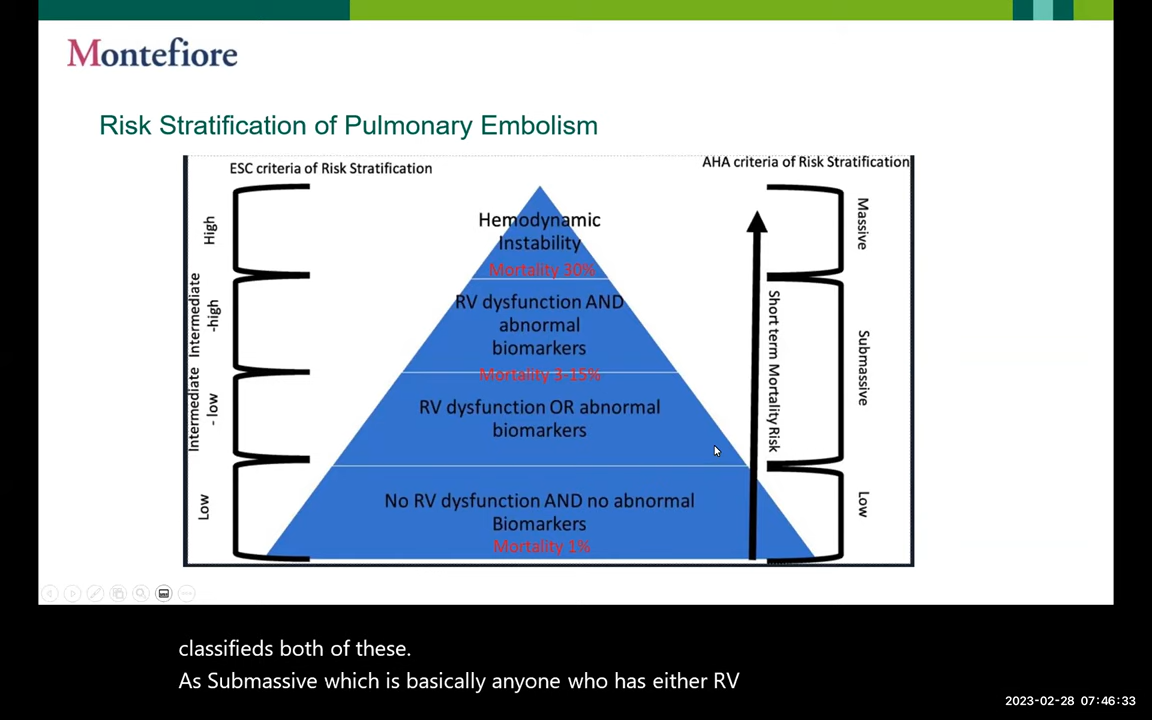 Montefiore
Risk Stratification of Pulmonary Embolism
ESC criteria of Risk Stratification
AHA criteria of Risk Stratification
High
Intermediate
-high
Intermediate
- low
Low
Hemodynamic
Instability
Mortality 30%
RV dysfunction AND
abnormal
biomarkers
Mortality 3-15%
RV dysfunction OR abnormal
biomarkers
No RV dysfunction AND no abnormal
Biomarkers
Mortality 1%
Short term Mortality Risk
Massive
Submassive
Low
classifieds both of these.
As Submassive which is basically anyone who has either RV
2023-02-28 07:46:33